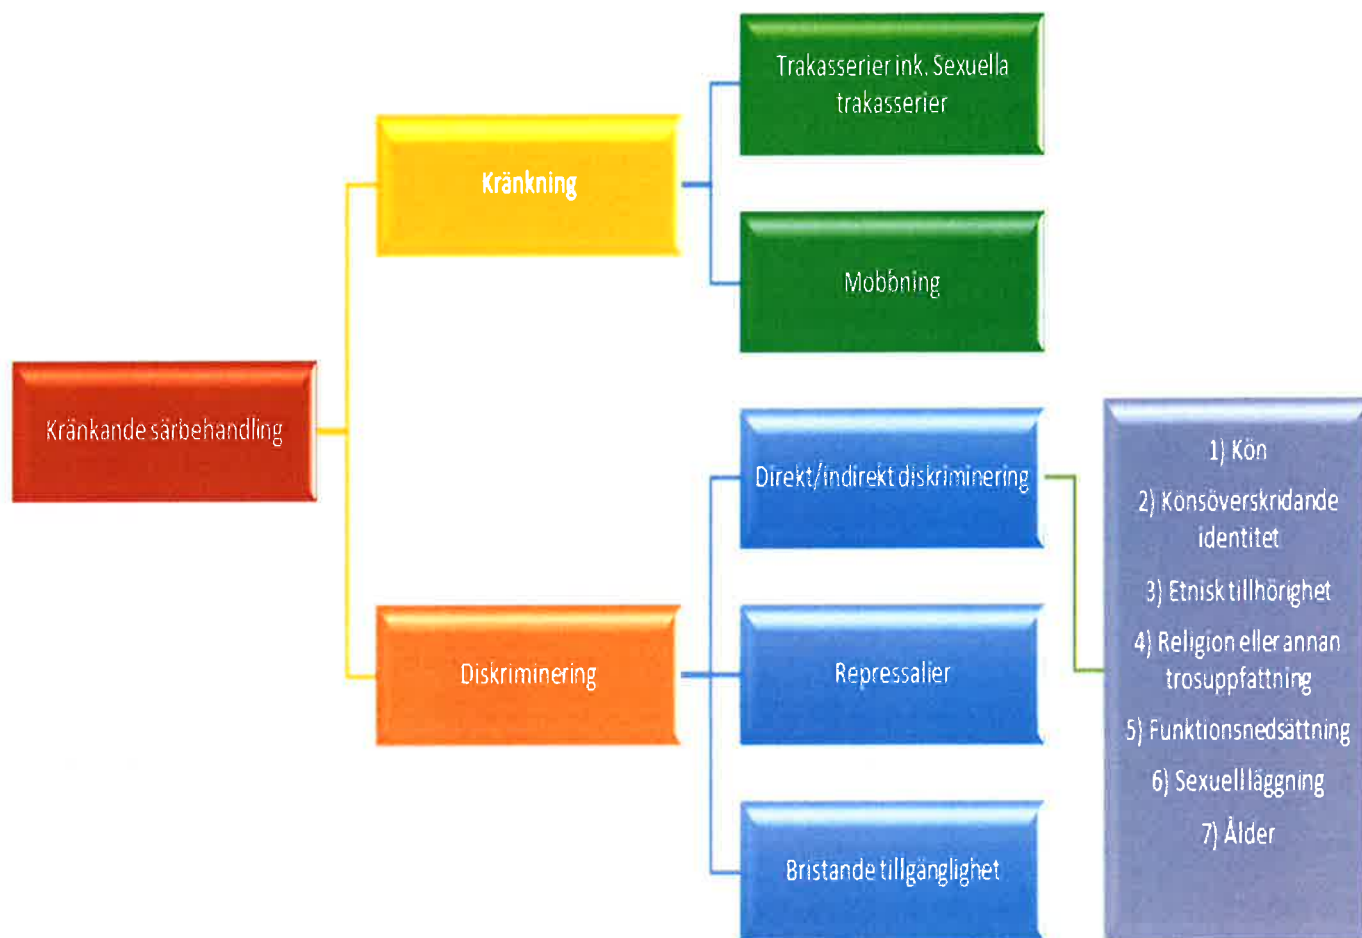 Trakasserier ink. Sexuella
trakasserier
Kränkning
Mobbning
Kränkande särbehandling
Direkt/indirekt diskriminering
1) Kön
2) Könsöverskridande
identitet
3) Etnisk tillhörighet
4) Religion eller annan
trosuppfattning
5) Funktionsnedsättning
6) Sexuell läggning
7) Ålder
Diskriminering
Repressalier
Bristande tillgänglighet